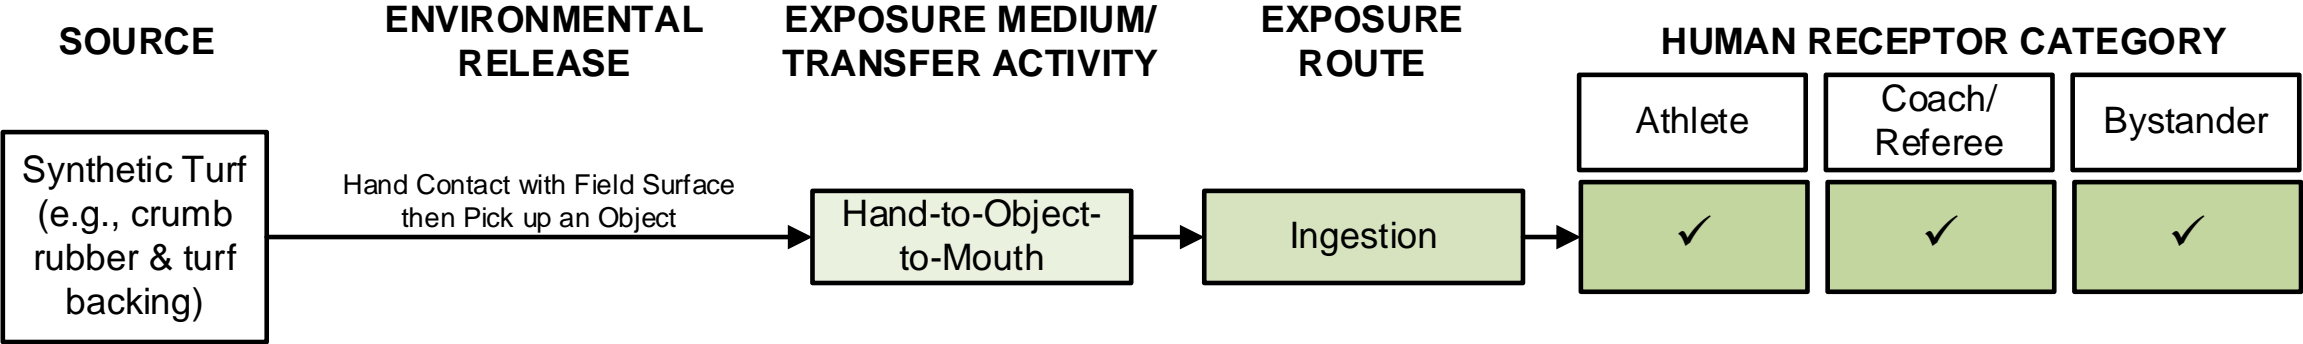 SOURCE
ENVIRONMENTAL
RELEASE
EXPOSURE MEDIUM/
TRANSFER ACTIVITY
EXPOSURE
ROUTE
HUMAN RECEPTOR CATEGORY
Athlete
Coach/
Referee
Bystander
Synthetic Turf
(e.g., crumb
rubber & turf
backing)
Hand Contact with Field Surface
then Pick up an Object
Hand-to-Object-
to-Mouth
Ingestion
✓
✓
✓